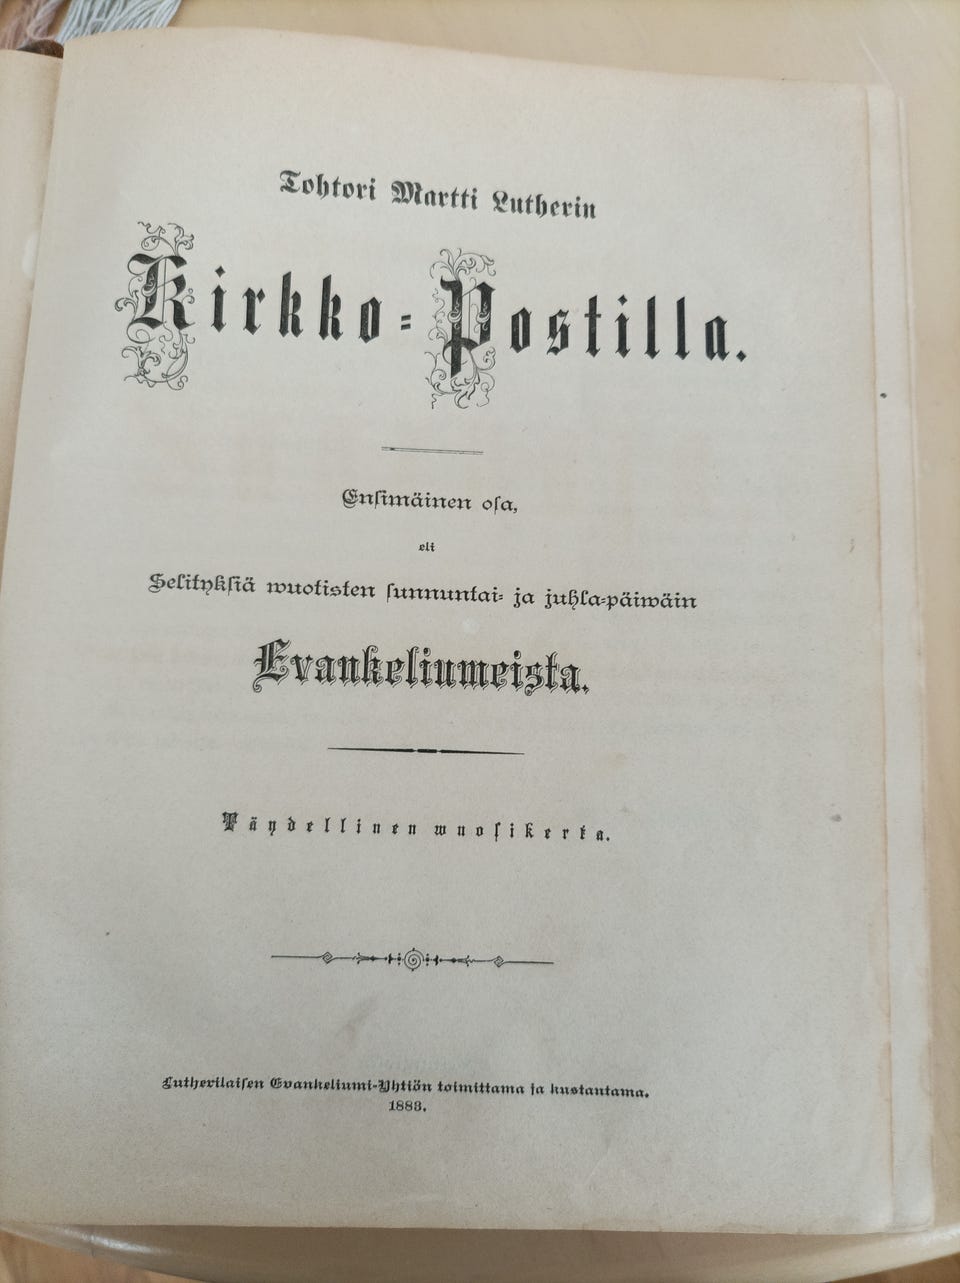 Tohtori Martti Lutherin
Kirkko-Postilla.
Ensimäinen osa,
eli
Selityksiä wuotisten sunnuntai- ja juhla-päiwäin
Evankeliumeista.
Täydellinen wuosikerta.
Lutherilaisen Evankeliumi-Yhtiön toimittama ja kustantama.
1883.